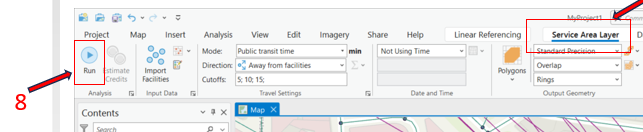 MyProject1
Project Map Insert Analysis View Edit Imagery Share Help Linear Referencing Service Area Layer D
Mode: Public transit time min Not Using Time Standard Precision
Run Estimate Credits Import Facilities Direction: Away from facilities Polygons Overlap
Cutoffs: 5; 10; 15; Rings
Analysis Input Data Travel Settings Date and Time Output Geometry
8
Contents Map
Search